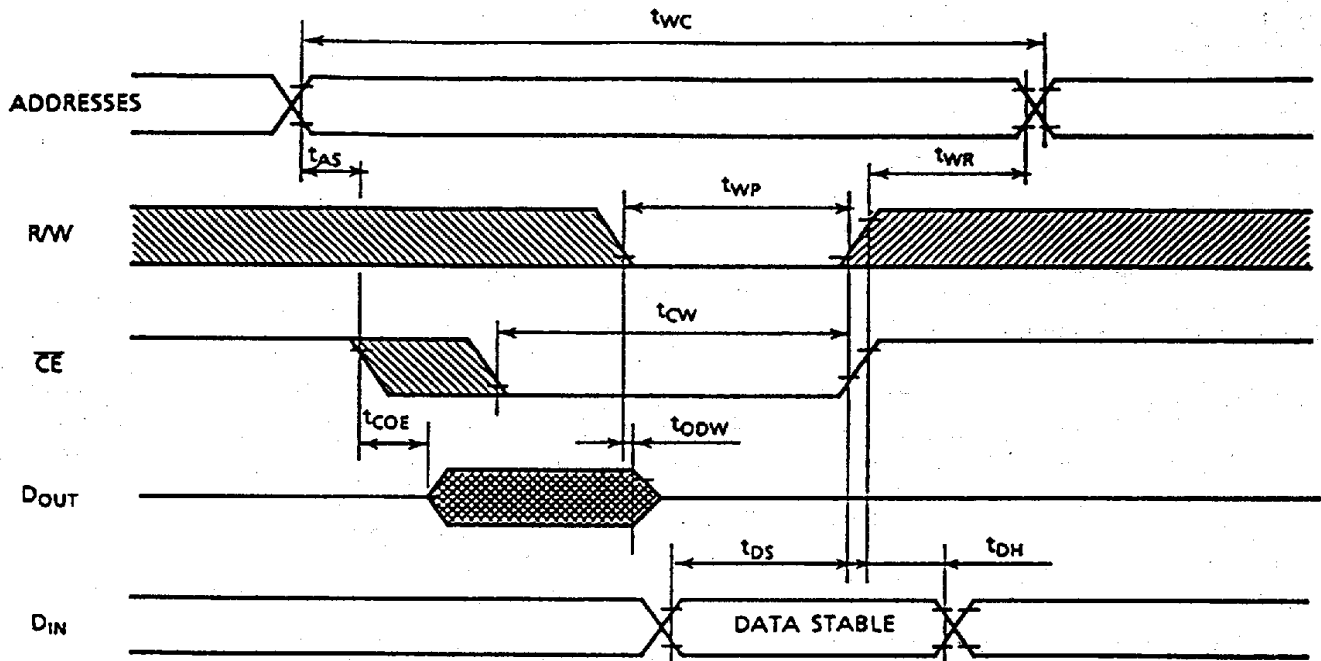 tWC
ADDRESSES
tAS
tWR
tWP
R/W
tCW
CE
tCOE
tODW
DOUT
tDS
tDH
DIN
DATA STABLE